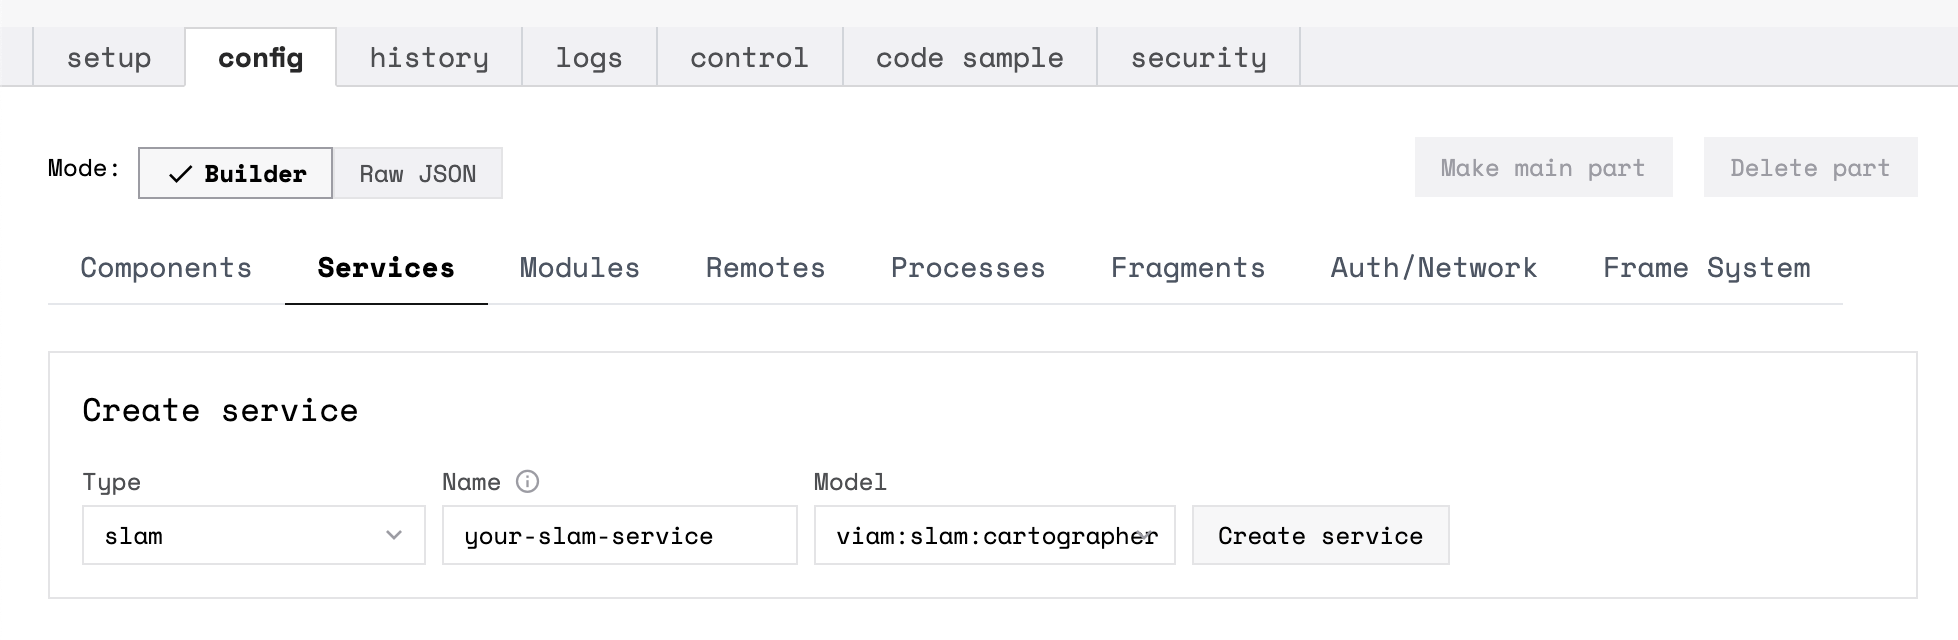 setup config history logs control code sample security
Mode: Builder Raw JSON Make main part Delete part
Components Services Modules Remotes Processes Fragments Auth/Network Frame System
Create service
Type Name Model
slam your-slam-service viam:slam:cartographer Create service